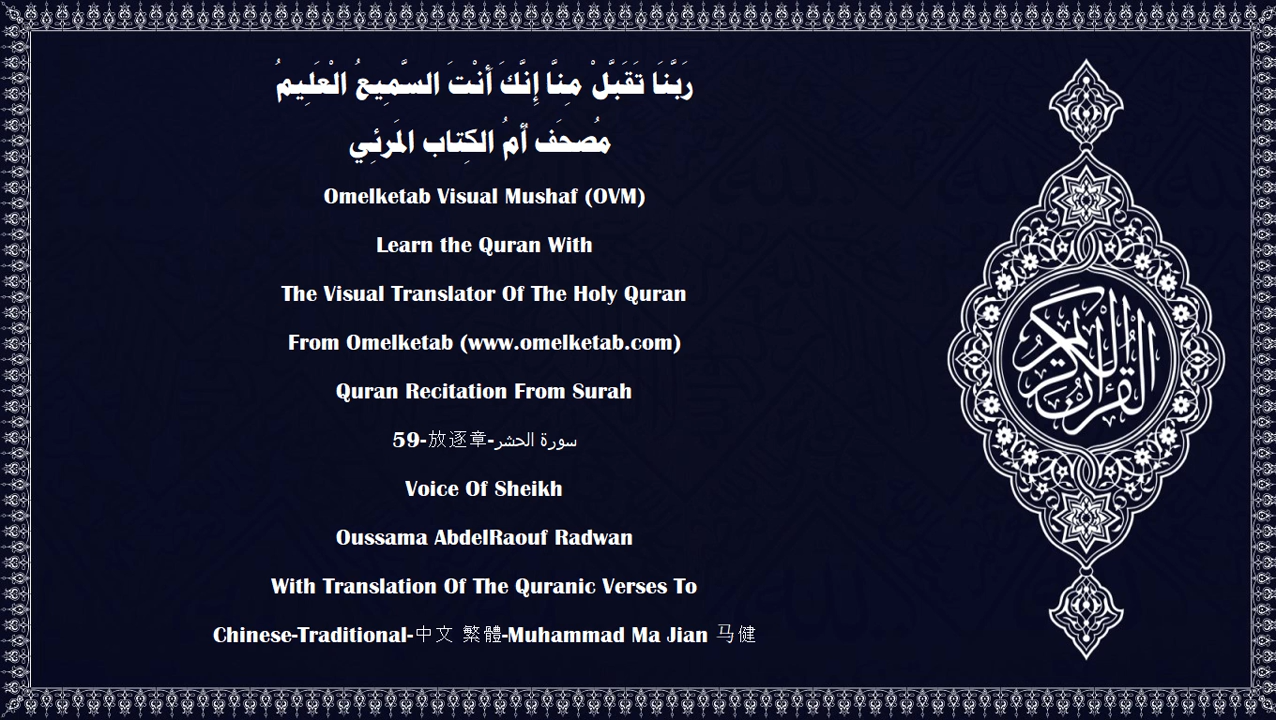 رَبَّنَا تَقَبَّلْ مِنَّا إِنَّكَ أَنْتَ السَّمِيعُ الْعَلِيمُ
مُصحَف أمُ الكِتاب المَرئِي
Omelketab Visual Mushaf (OVM)
Learn the Quran With
The Visual Translator Of The Holy Quran
From Omelketab (www.omelketab.com)
Quran Recitation From Surah
59-放逐章-سورة الحشر
Voice Of Sheikh
Oussama AbdelRaouf Radwan
With Translation Of The Quranic Verses To
Chinese-Traditional-中文 繁體-Muhammad Ma Jian 马健
القرآن الكريم